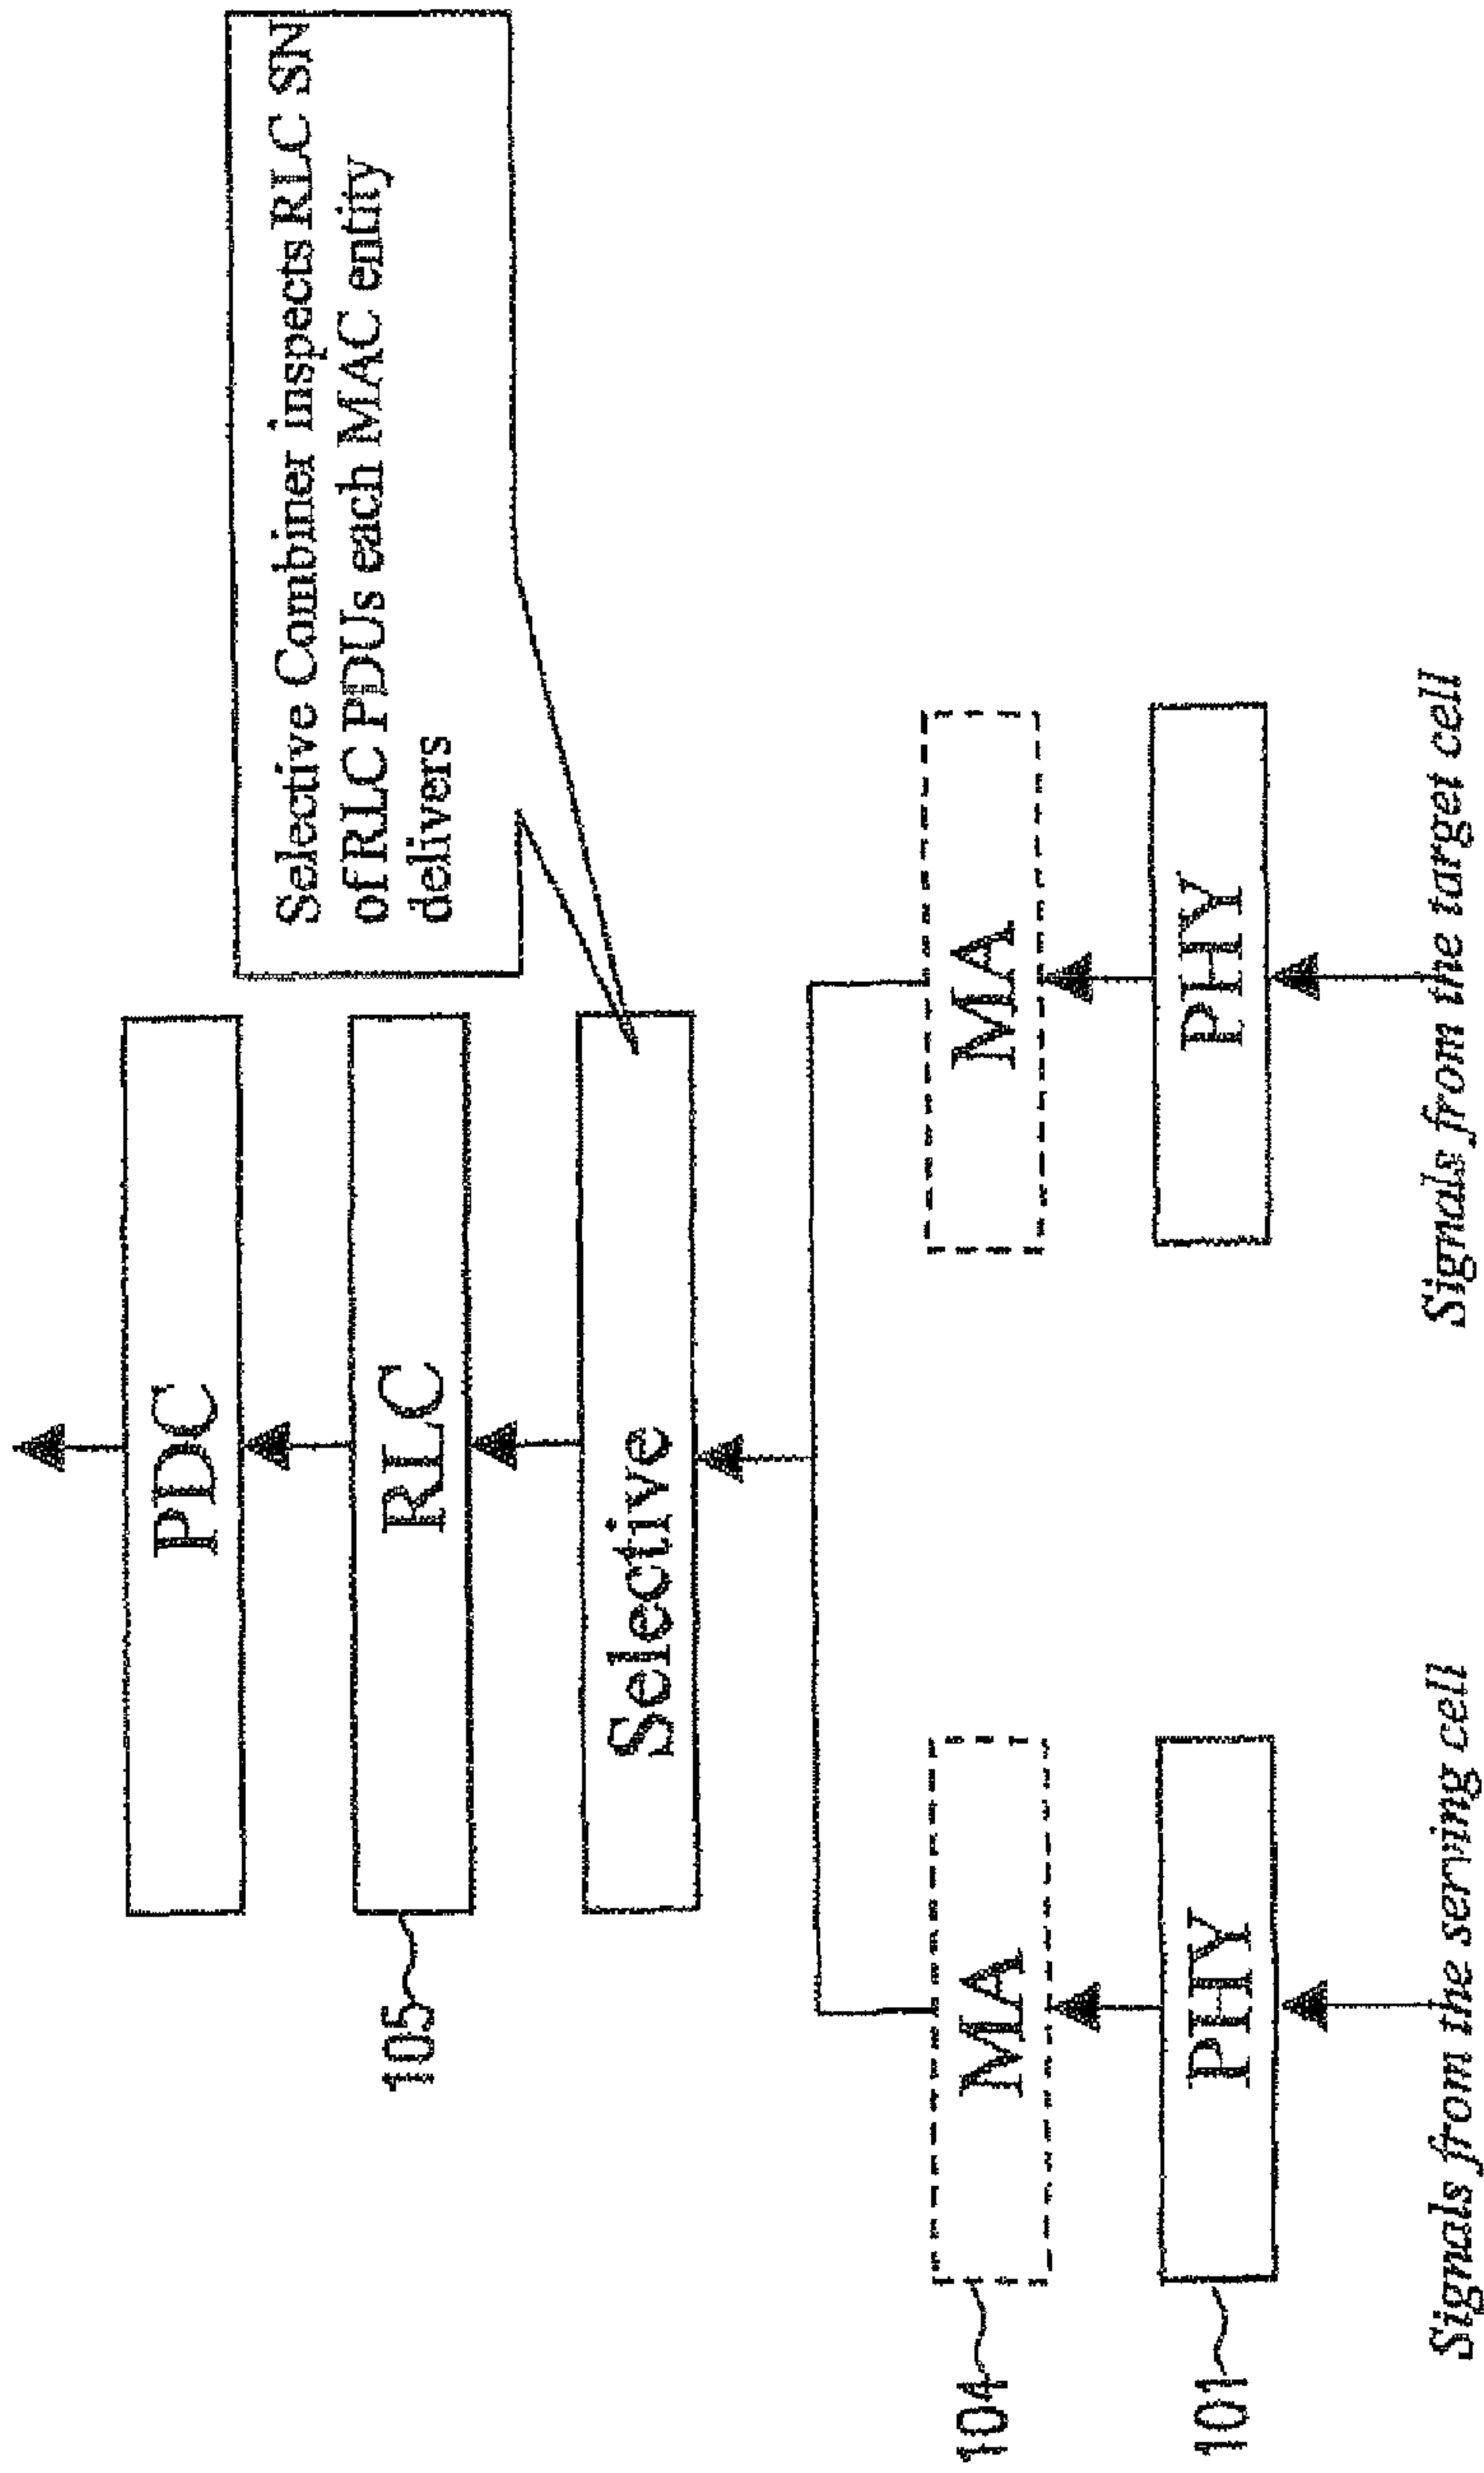 PDC
105
RLC
Selective Combiner inspects RLC SN
of RLC PDUs each MAC entity
delivers
Selective
104
MA
MA
101
PHY
PHY
Signals from the serving cell
Signals from the target cell